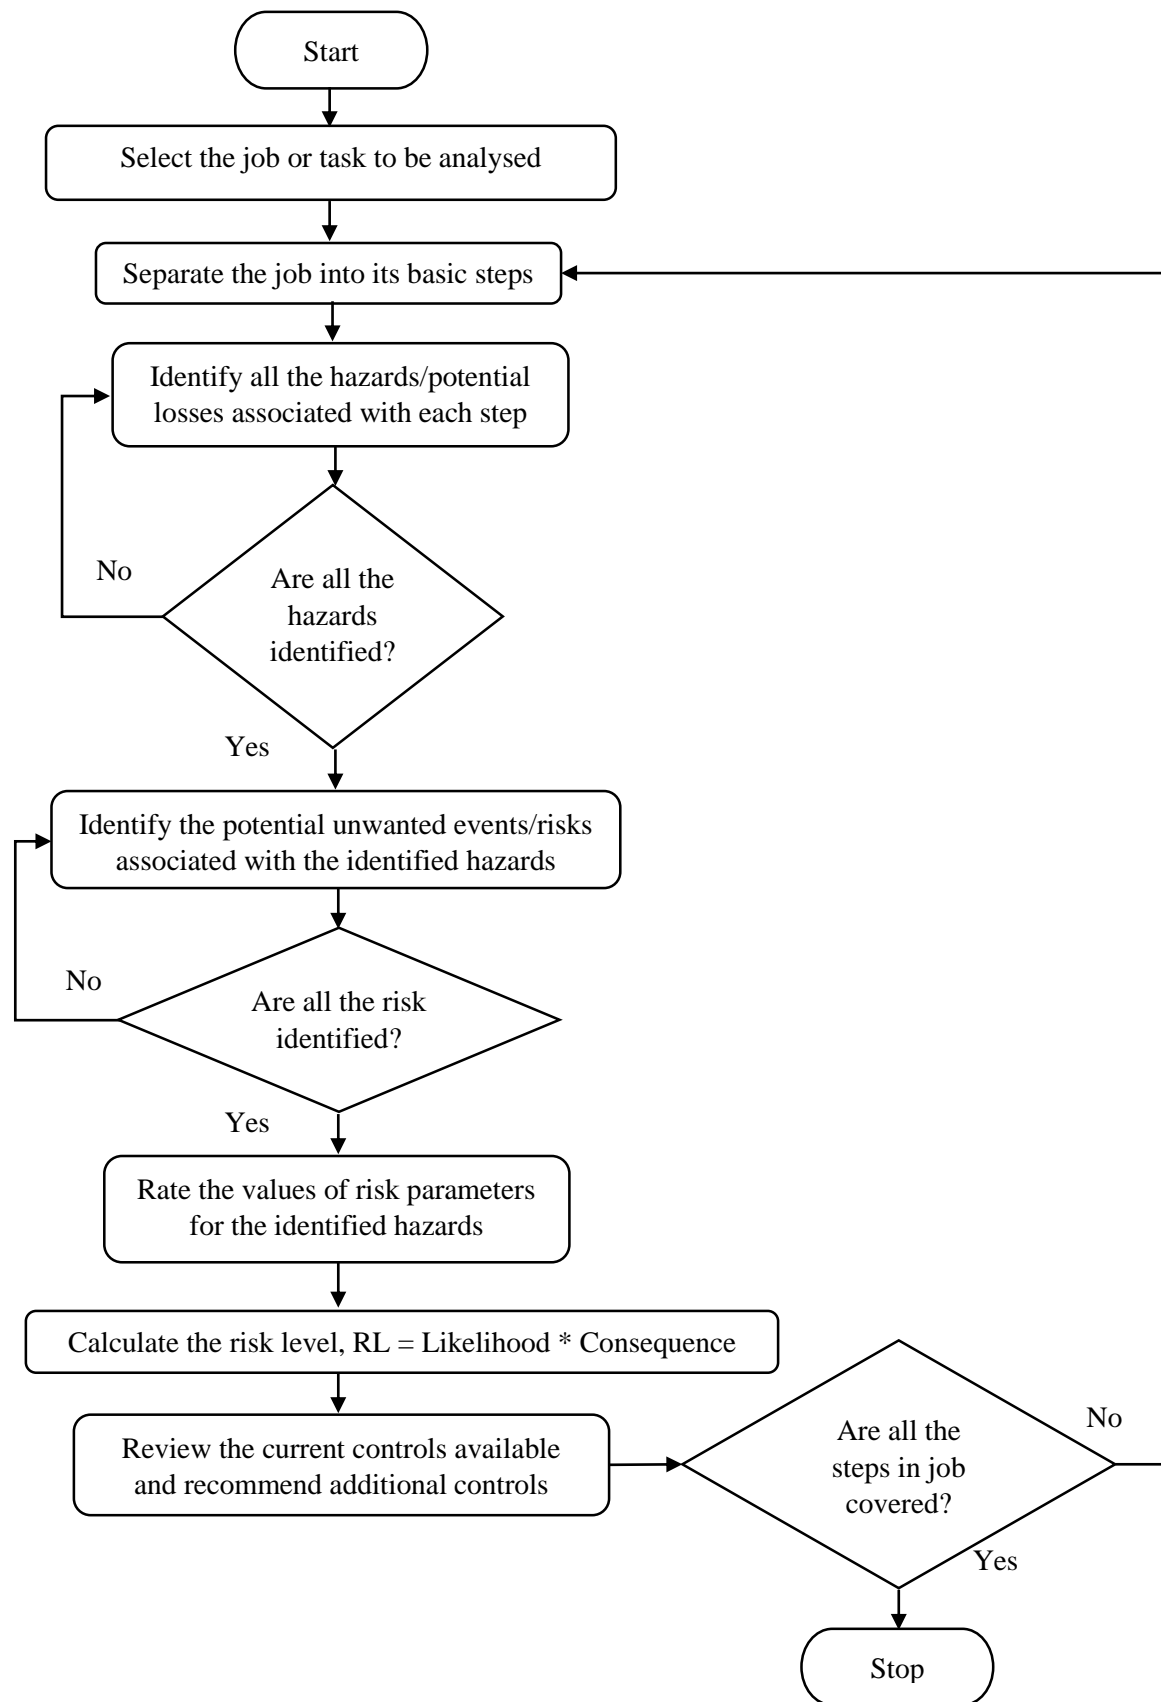 Start
Select the job or task to be analysed
Separate the job into its basic steps
Identify all the hazards/potential
losses associated with each step
No
Are all the
hazards
identified?
Yes
Identify the potential unwanted events/risks
associated with the identified hazards
No
Are all the risk
identified?
Yes
Rate the values of risk parameters
for the identified hazards
Calculate the risk level, RL = Likelihood * Consequence
Review the current controls available
and recommend additional controls
Are all the
steps in job
covered?
No
Yes
Stop